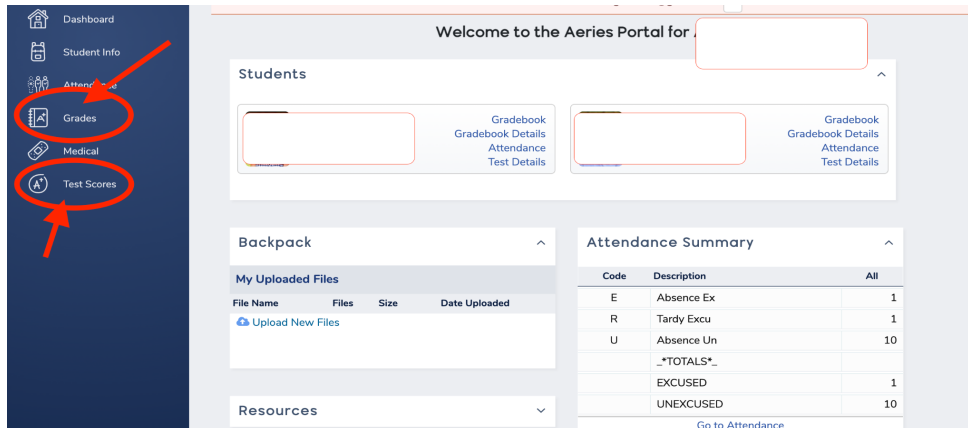 Dashboard
Student Info
Attendance
Grades
Medical
Test Scores
Welcome to the Aeries Portal for
Students
Gradebook
Gradebook Details
Attendance
Test Details
Gradebook
Gradebook Details
Attendance
Test Details
Backpack
My Uploaded Files
File Name Files Size Date Uploaded
Upload New Files
Resources
Attendance Summary
Code Description All
E Absence Ex 1
R Tardy Excu 1
U Absence Un 10
_*TOTALS*_
EXCUSED 1
UNEXCUSED 10
Go to Attendance